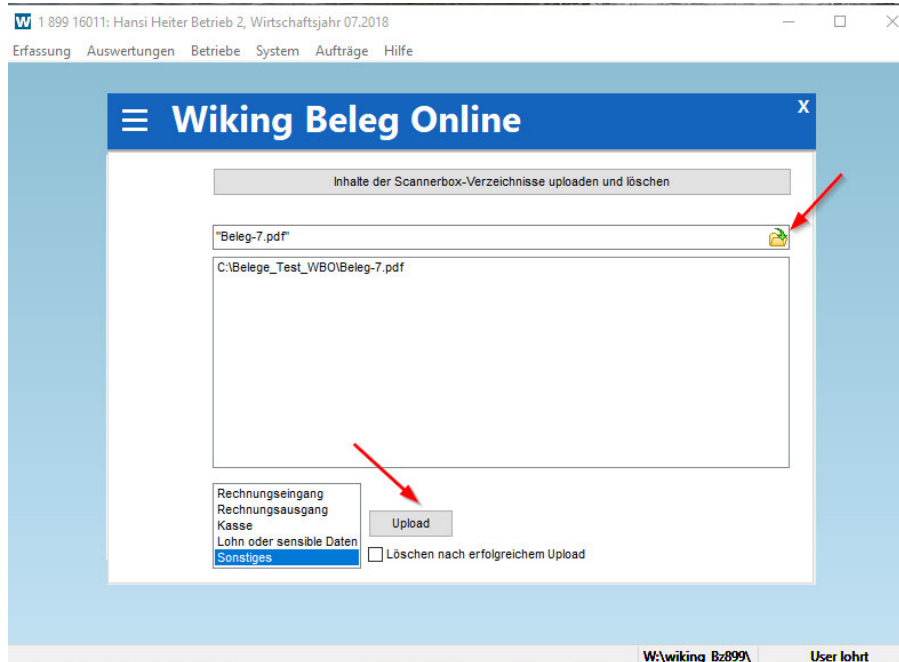 W 1 899 16011: Hansi Heiter Betrieb 2, Wirtschaftsjahr 07.2018
Erfassung Auswertungen Betriebe System Aufträge Hilfe
Wiking Beleg Online X
Inhalte der Scannerbox-Verzeichnisse uploaden und löschen
"Beleg-7.pdf"
C:\Belege_Test_WBO\Beleg-7.pdf
Rechnungseingang
Rechnungsausgang
Kasse
Lohn oder sensible Daten
Sonstiges
Upload
Löschen nach erfolgreichem Upload
W:\wiking_Bz899\ User lohrt